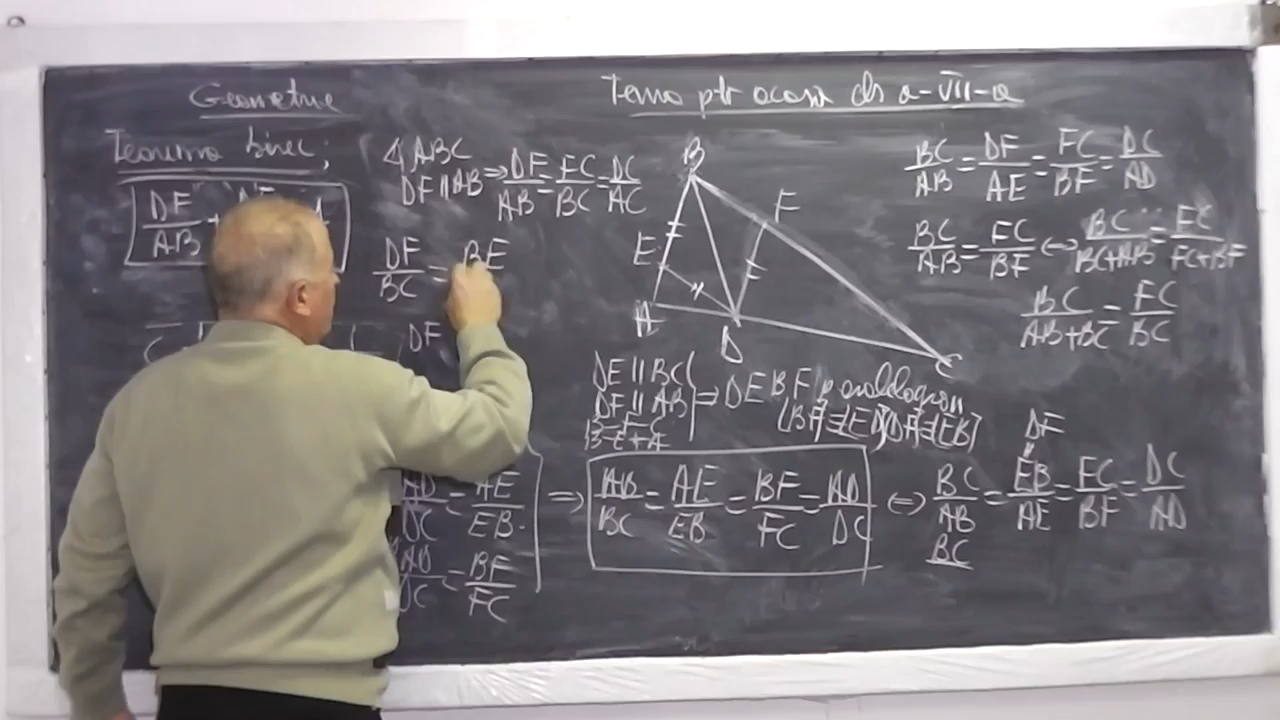 Geometrie
Tema ptr acasa cls a-VII-a
Teorema bisec;
DF/AB +
∢ABC
DF || AB ⇒ DF/AB = FC/BC = DC/AC
DF/BC = BE
DF
AD/DC = AE/EB
AD/DC = BF/FC
B
F
E
A
D
C
DE || BC
DF || AB
⇒ DEBF paralelogram
[BF]≡[ED] [DF]≡[EB]
⇒ AB/BC = AE/EB = BF/FC = AD/DC
DF
⇔ BC/AB = EB/AE = FC/BF = DC/AD
BC
BC/AB = DF/AE = FC/BF = DC/AD
BC/AB = FC/BF ⇔ BC/BC+AB = FC/FC+BF
BC/AB+BC = FC/BC